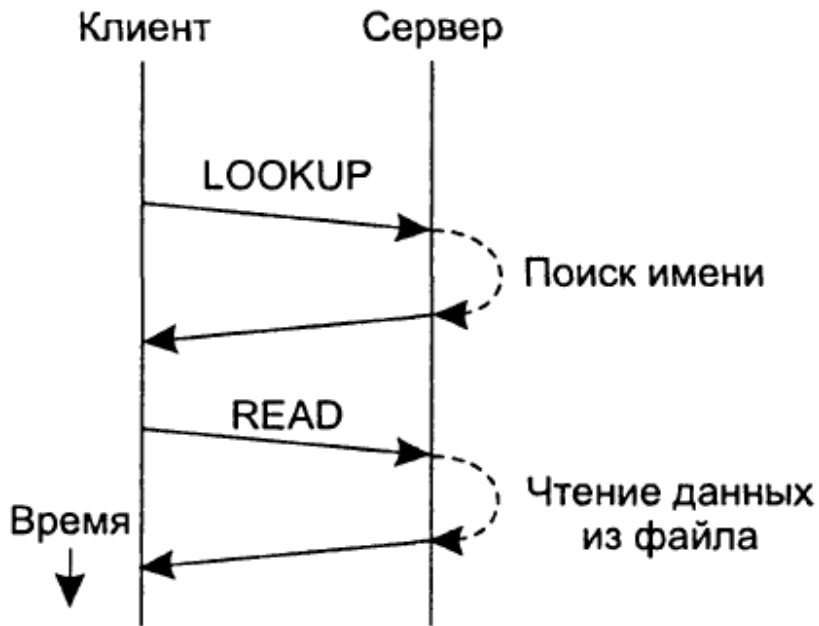 Клиент
Сервер
LOOKUP
Поиск имени
READ
Чтение данных
из файла
Время